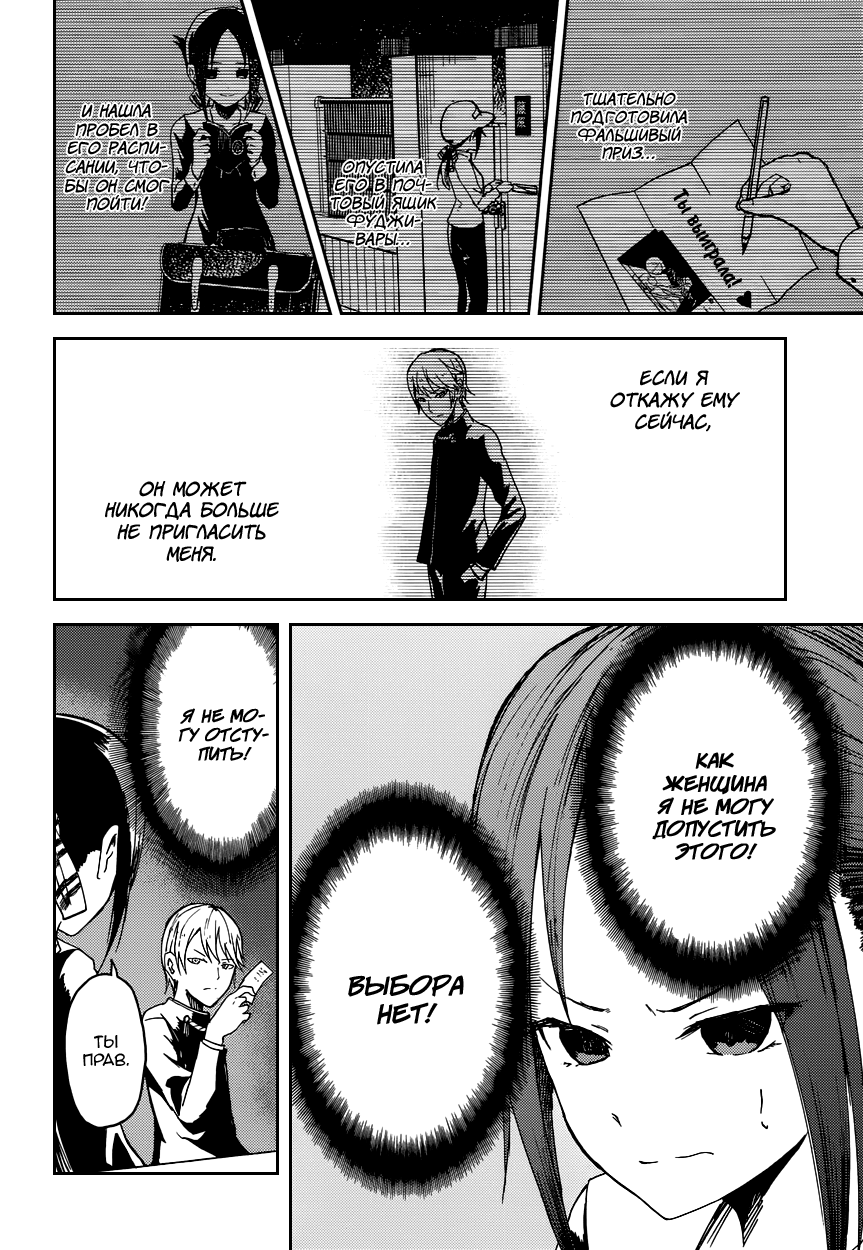 ТЩАТЕЛЬНО
ПОДГОТОВИЛА
ФАЛЬШИВЫЙ
ПРИЗ...
Ты выиграла!
ОПУСТИЛА
ЕГО В ПОЧ-
ТОВЫЙ ЯЩИК
ФУДЖИ-
ВАРЫ...
И НАШЛА
ПРОБЕЛ В
ЕГО РАСПИ-
САНИИ, ЧТО-
БЫ ОН СМОГ
ПОЙТИ!
ЕСЛИ Я
ОТКАЖУ ЕМУ
СЕЙЧАС,
ОН МОЖЕТ
НИКОГДА БОЛЬШЕ
НЕ ПРИГЛАСИТЬ
МЕНЯ.
КАК
ЖЕНЩИНА
Я НЕ МОГУ
ДОПУСТИТЬ
ЭТОГО!
ВЫБОРА
НЕТ!
Я НЕ МО-
ГУ ОТСТУ-
ПИТЬ!
ТЫ
ПРАВ.